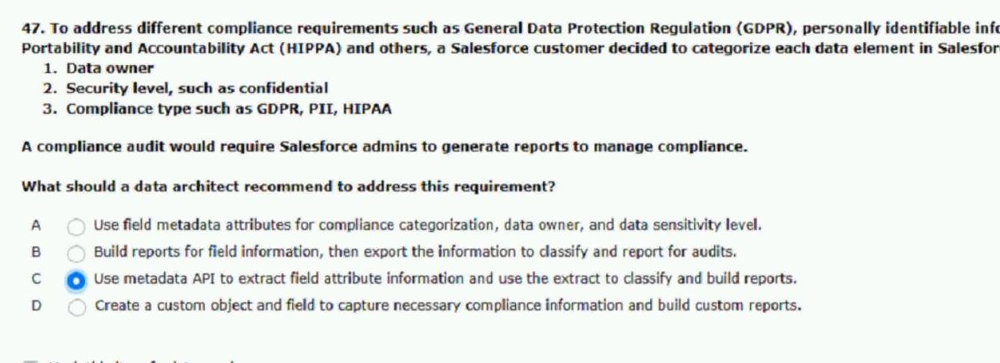 47. To address different compliance requirements such as General Data Protection Regulation (GDPR), personally identifiable info
Portability and Accountability Act (HIPPA) and others, a Salesforce customer decided to categorize each data element in Salesfor
1. Data owner
2. Security level, such as confidential
3. Compliance type such as GDPR, PII, HIPAA
A compliance audit would require Salesforce admins to generate reports to manage compliance.
What should a data architect recommend to address this requirement?
A Use field metadata attributes for compliance categorization, data owner, and data sensitivity level.
B Build reports for field information, then export the information to classify and report for audits.
C Use metadata API to extract field attribute information and use the extract to classify and build reports.
D Create a custom object and field to capture necessary compliance information and build custom reports.